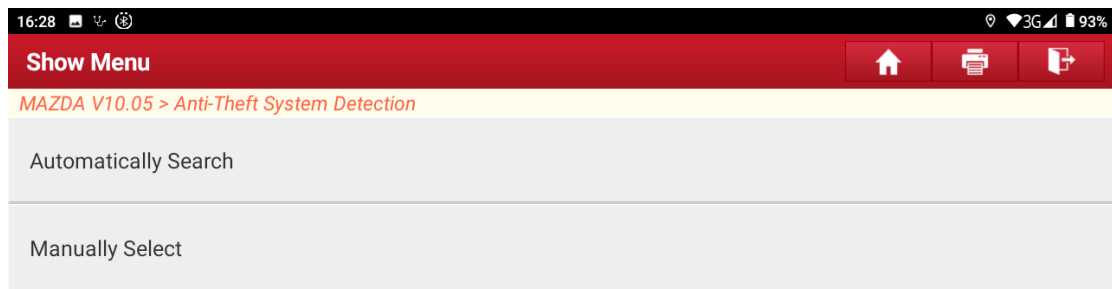 16:28 3G 93%
Show Menu
MAZDA V10.05 > Anti-Theft System Detection
Automatically Search
Manually Select